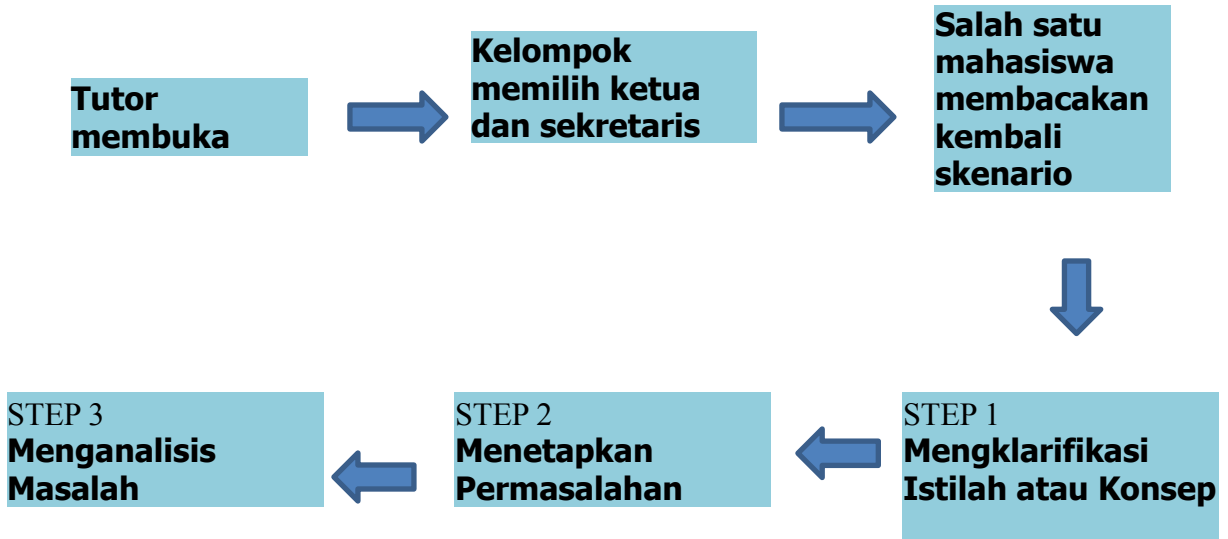 Tutor
membuka
Kelompok
memilih ketua
dan sekretaris
Salah satu
mahasiswa
membacakan
kembali
skenario
STEP 1
Mengklarifikasi
Istilah atau Konsep
STEP 2
Menetapkan
Permasalahan
STEP 3
Menganalisis
Masalah